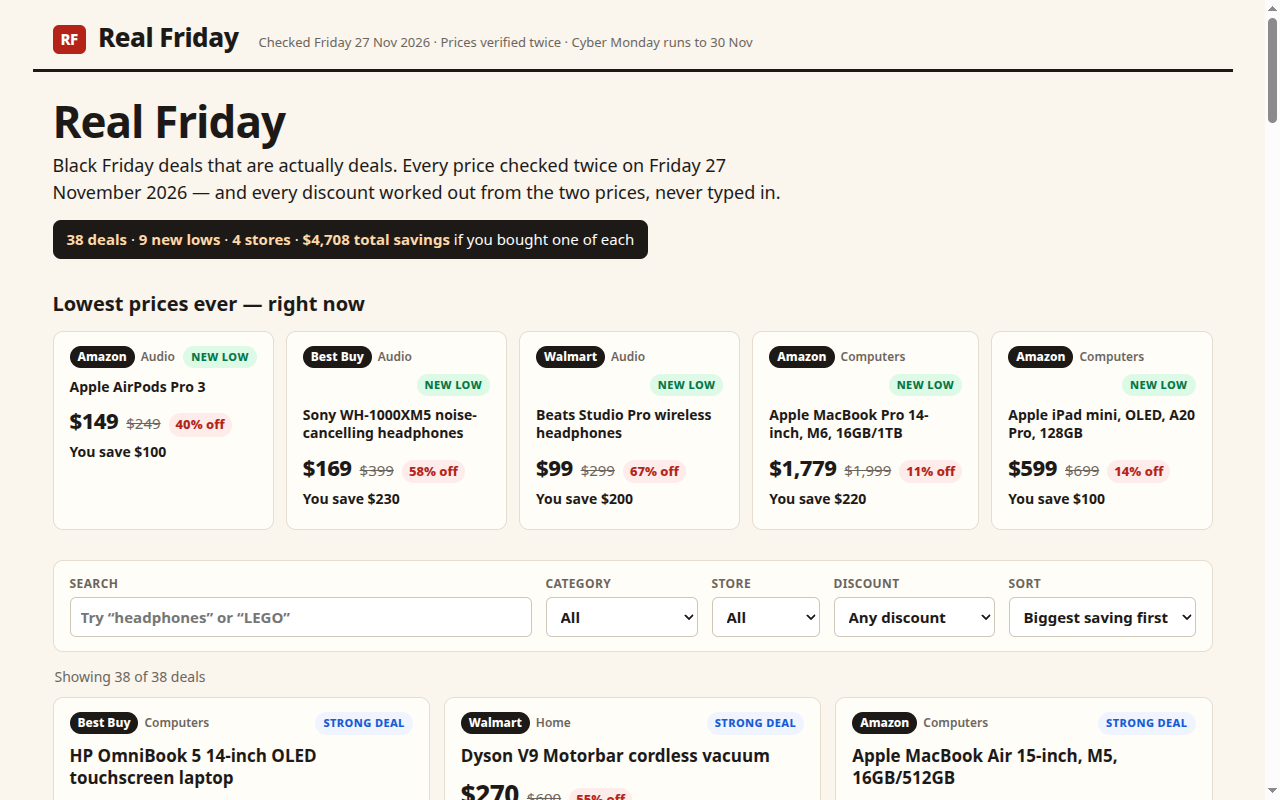 RF Real Friday Checked Friday 27 Nov 2026 · Prices verified twice · Cyber Monday runs to 30 Nov
Real Friday
Black Friday deals that are actually deals. Every price checked twice on Friday 27
November 2026 — and every discount worked out from the two prices, never typed in.
38 deals · 9 new lows · 4 stores · $4,708 total savings if you bought one of each
Lowest prices ever — right now
Amazon Audio NEW LOW
Apple AirPods Pro 3
$149 $249 40% off
You save $100
Best Buy Audio
NEW LOW
Sony WH-1000XM5 noise-
cancelling headphones
$169 $399 58% off
You save $230
Walmart Audio
NEW LOW
Beats Studio Pro wireless
headphones
$99 $299 67% off
You save $200
Amazon Computers
NEW LOW
Apple MacBook Pro 14-
inch, M6, 16GB/1TB
$1,779 $1,999 11% off
You save $220
Amazon Computers
NEW LOW
Apple iPad mini, OLED, A20
Pro, 128GB
$599 $699 14% off
You save $100
SEARCH
Try “headphones” or “LEGO”
CATEGORY
All
STORE
All
DISCOUNT
Any discount
SORT
Biggest saving first
Showing 38 of 38 deals
Best Buy Computers STRONG DEAL
HP OmniBook 5 14-inch OLED
touchscreen laptop
Walmart Home STRONG DEAL
Dyson V9 Motorbar cordless vacuum
$270 $600 55% off
Amazon Computers STRONG DEAL
Apple MacBook Air 15-inch, M5,
16GB/512GB